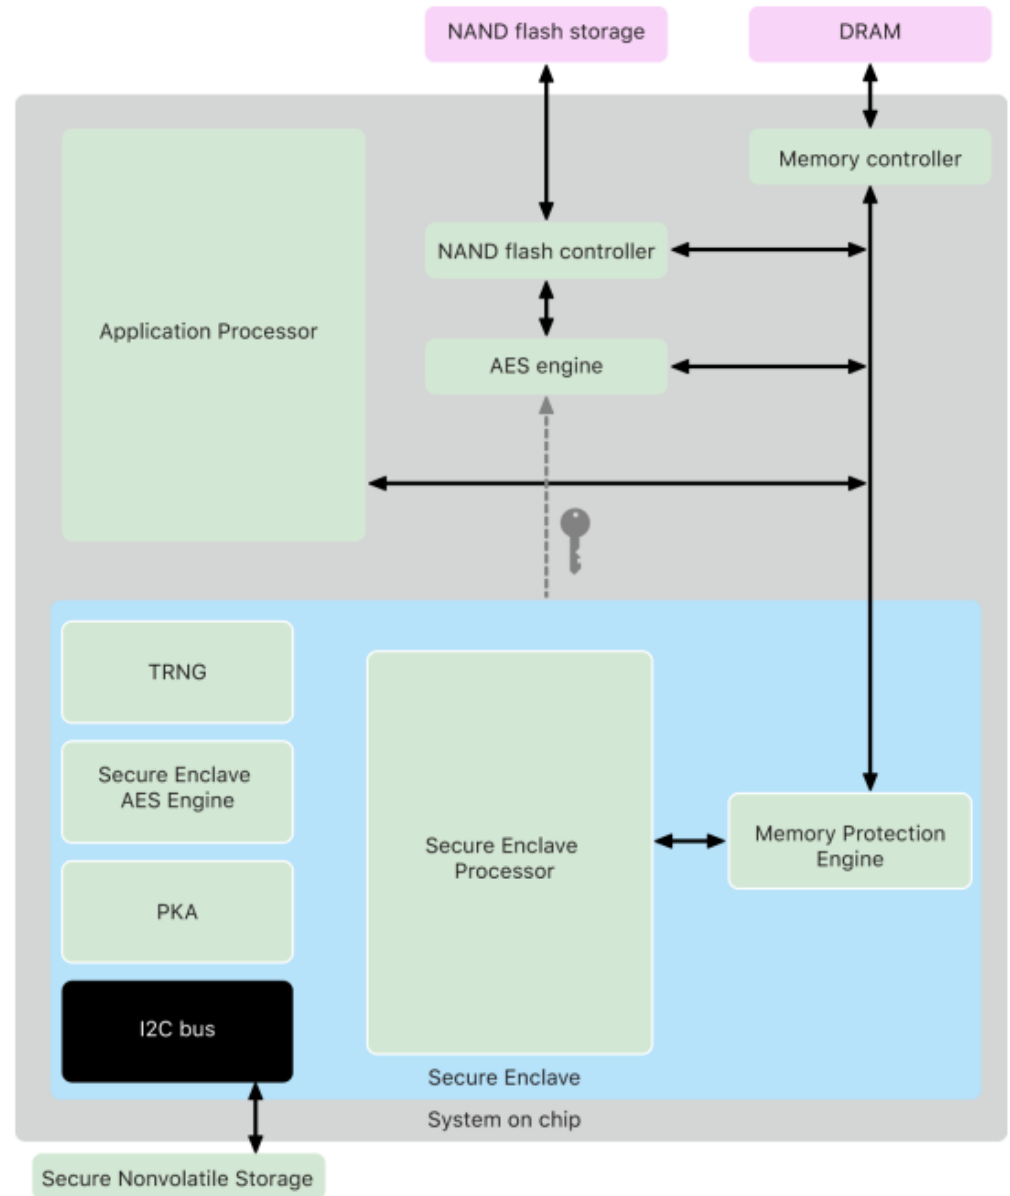 NAND flash storage
DRAM
Memory controller
NAND flash controller
Application Processor
AES engine
TRNG
Secure Enclave
AES Engine
Secure Enclave
Processor
Memory Protection
Engine
PKA
I2C bus
Secure Enclave
System on chip
Secure Nonvolatile Storage